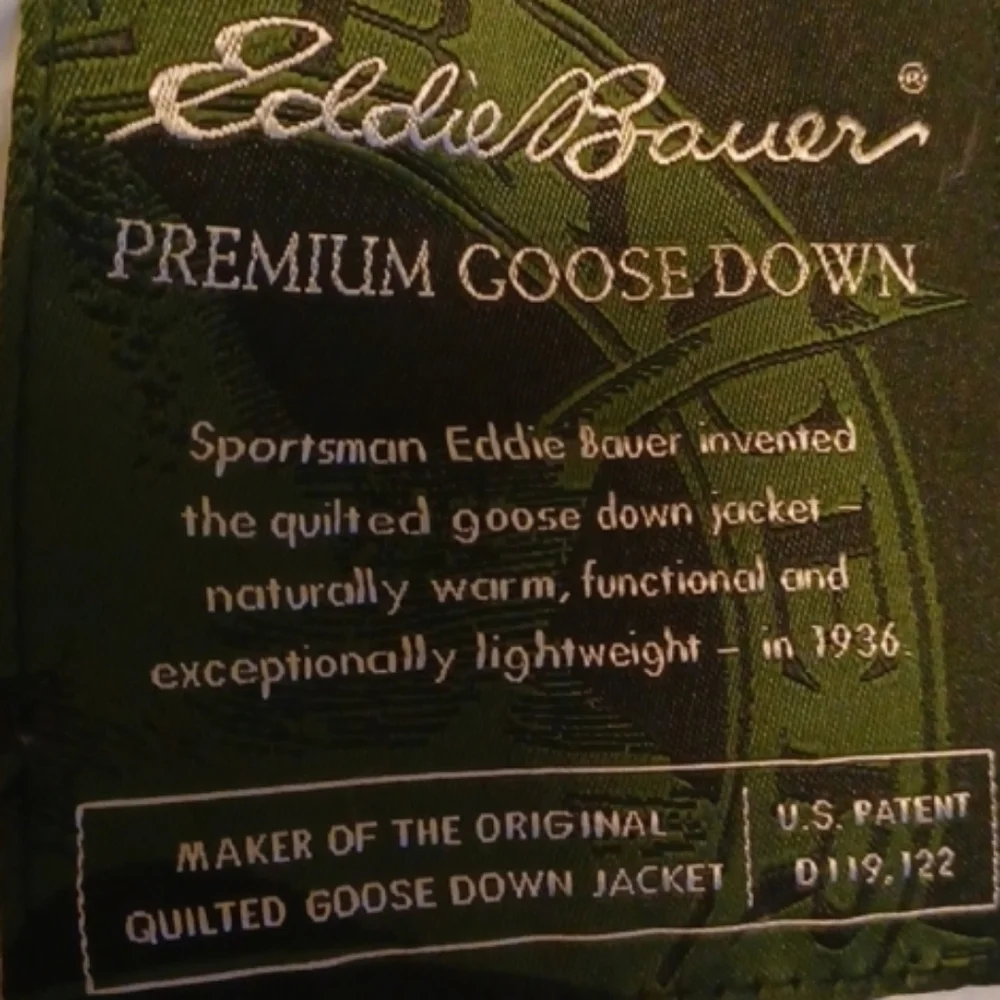 Eddie Bauer ®
PREMIUM GOOSE DOWN
Sportsman Eddie Bauer invented
the quilted goose down jacket –
naturally warm, functional and
exceptionally lightweight – in 1936.
MAKER OF THE ORIGINAL
QUILTED GOOSE DOWN JACKET
U.S. PATENT
D119,122